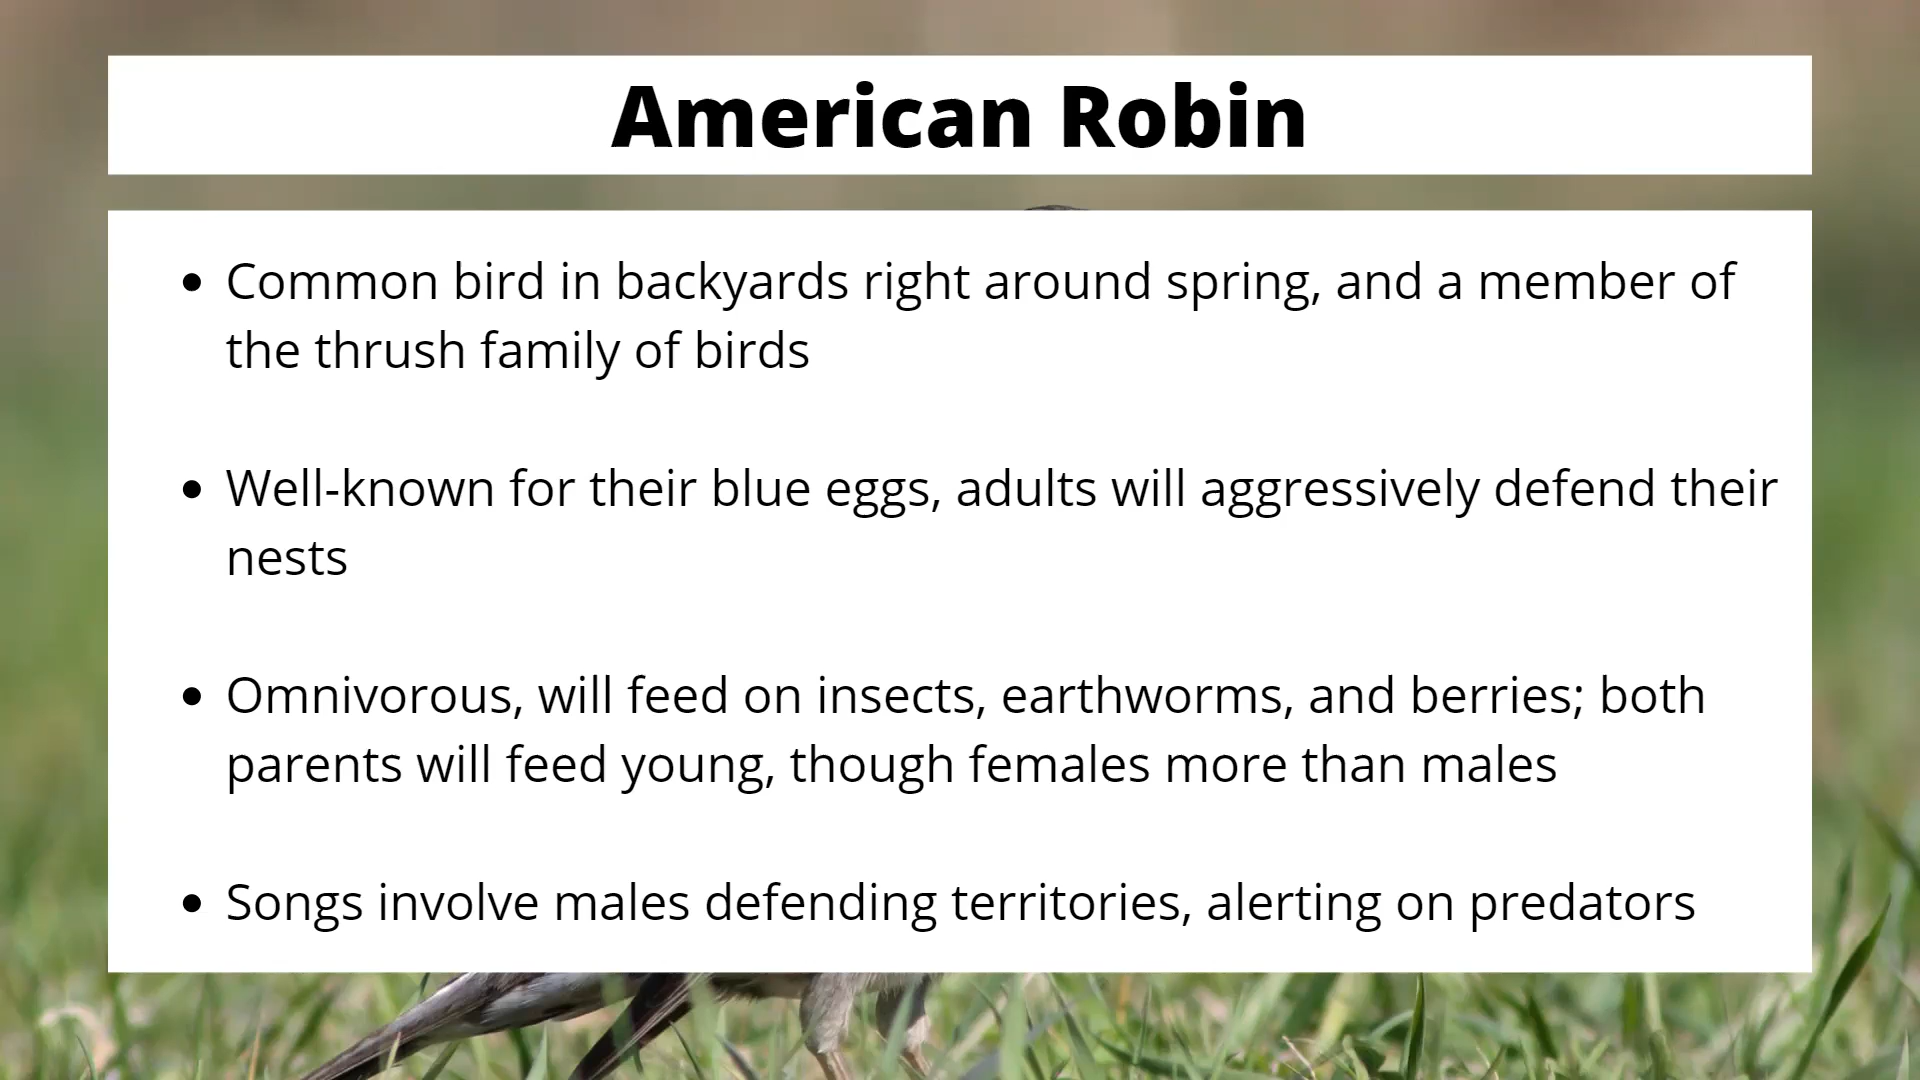 American Robin
• Common bird in backyards right around spring, and a member of
the thrush family of birds
• Well-known for their blue eggs, adults will aggressively defend their
nests
• Omnivorous, will feed on insects, earthworms, and berries; both
parents will feed young, though females more than males
• Songs involve males defending territories, alerting on predators